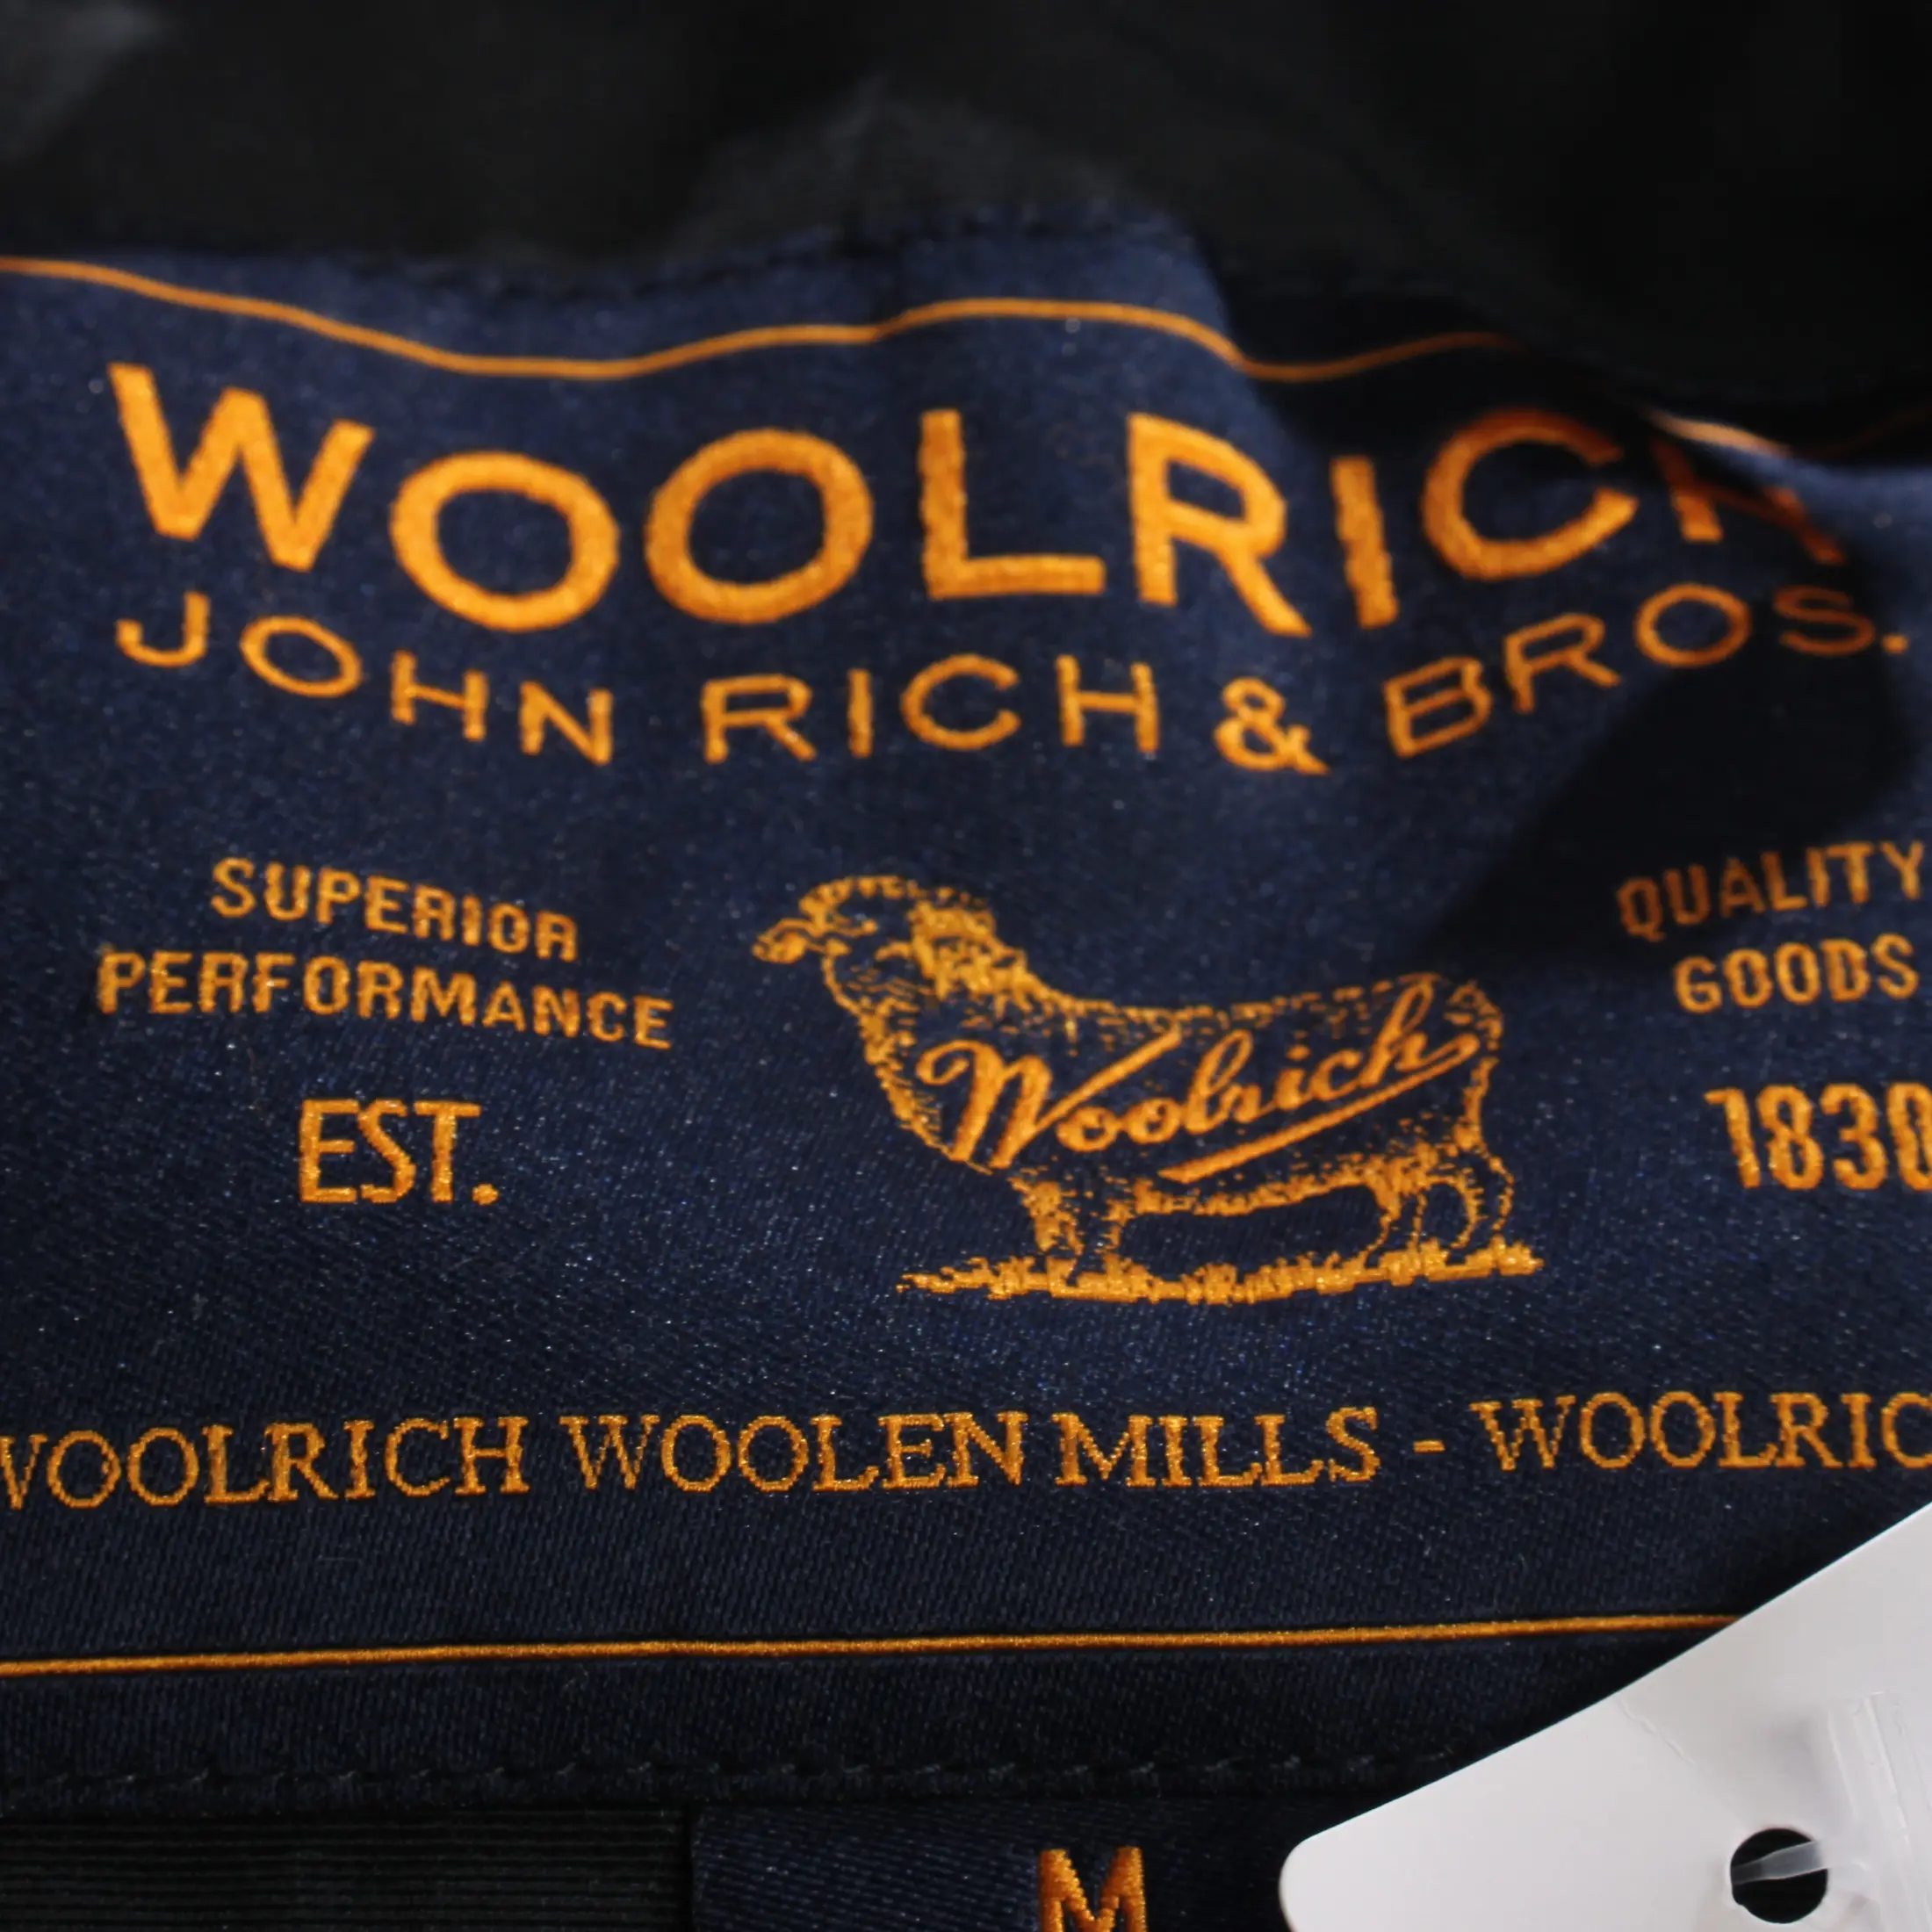 WOOLRICH
JOHN RICH & BROS.
SUPERIOR
PERFORMANCE
EST.
Woolrich
QUALITY
GOODS
1830
WOOLRICH WOOLEN MILLS - WOOLRIC
M